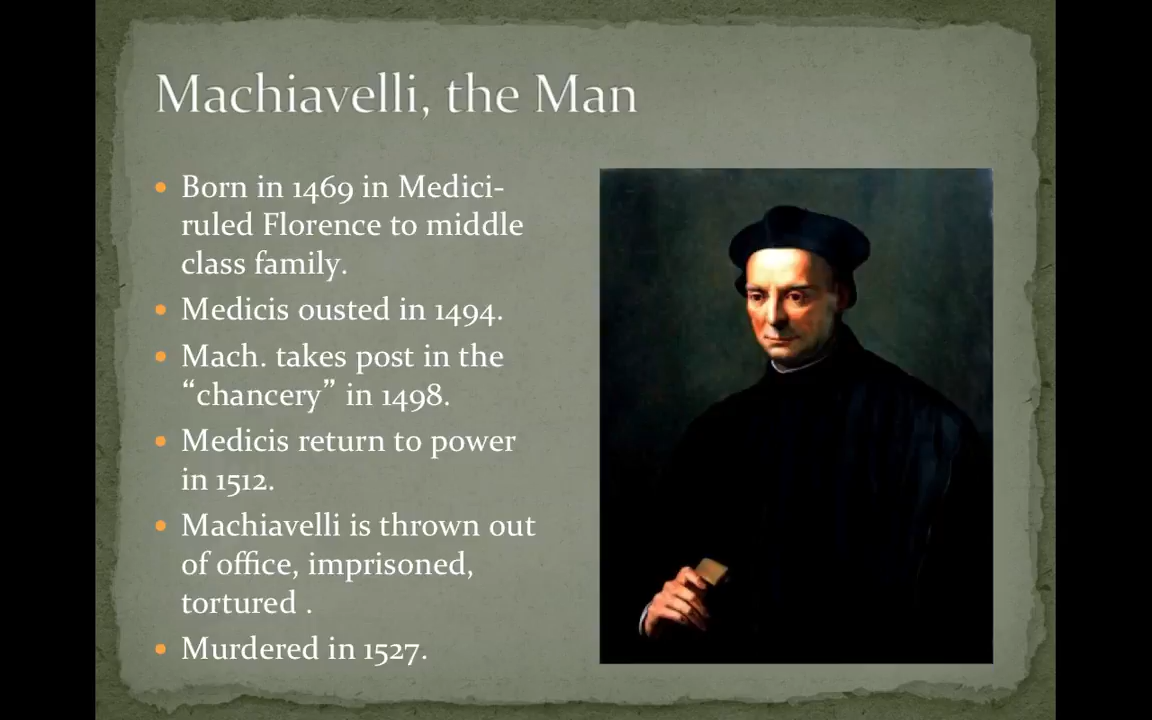 Machiavelli, the Man
• Born in 1469 in Medici-
ruled Florence to middle
class family.
• Medicis ousted in 1494.
• Mach. takes post in the
“chancery” in 1498.
• Medicis return to power
in 1512.
• Machiavelli is thrown out
of office, imprisoned,
tortured .
• Murdered in 1527.